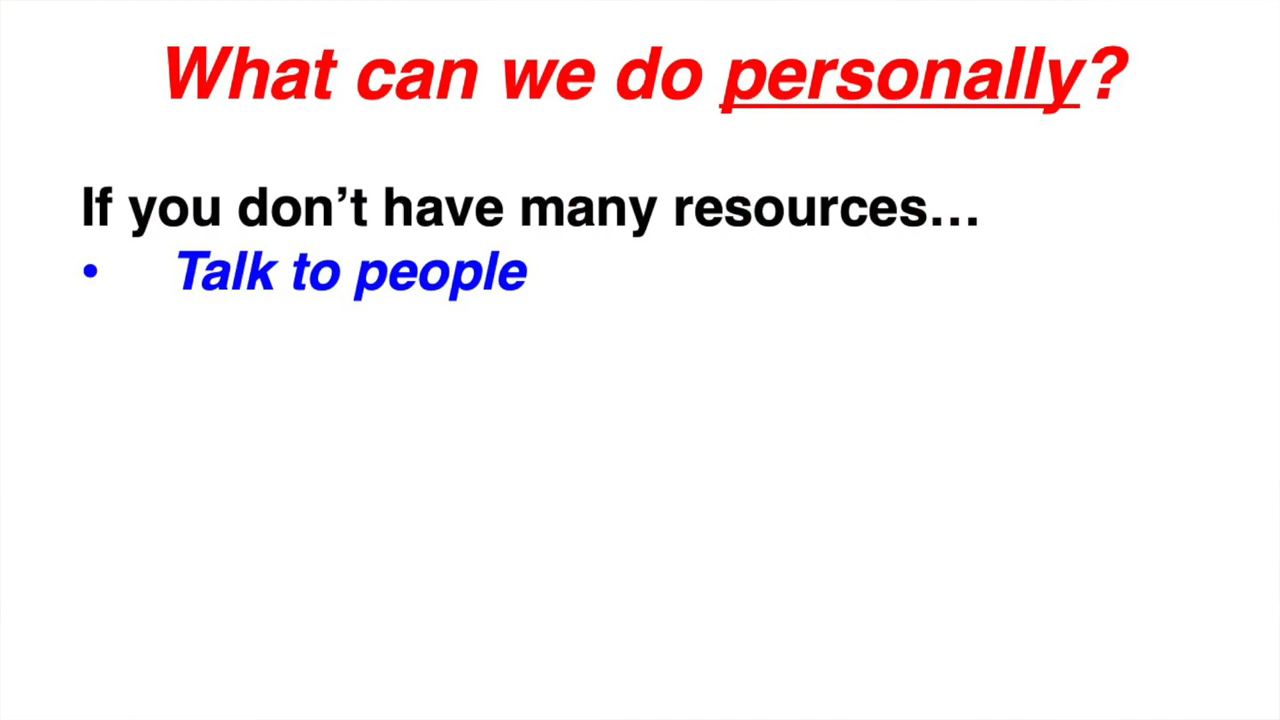 What can we do personally?
If you don’t have many resources…
• Talk to people